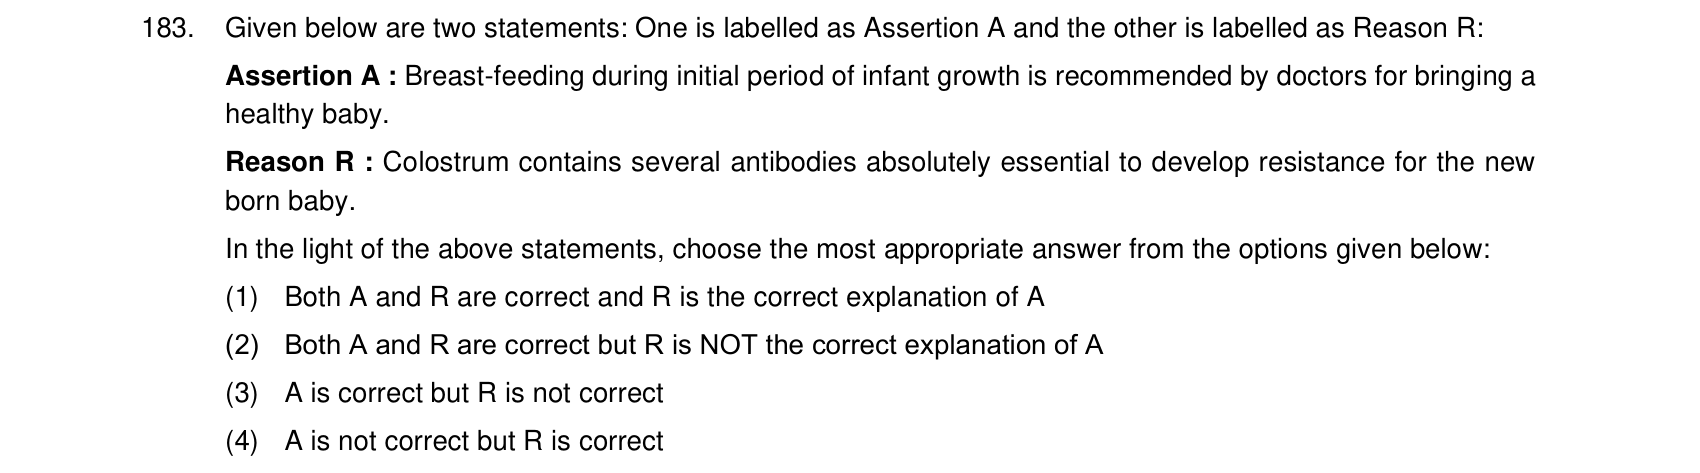 183. Given below are two statements: One is labelled as Assertion A and the other is labelled as Reason R:
Assertion A : Breast-feeding during initial period of infant growth is recommended by doctors for bringing a
healthy baby.
Reason R : Colostrum contains several antibodies absolutely essential to develop resistance for the new
born baby.
In the light of the above statements, choose the most appropriate answer from the options given below:
(1) Both A and R are correct and R is the correct explanation of A
(2) Both A and R are correct but R is NOT the correct explanation of A
(3) A is correct but R is not correct
(4) A is not correct but R is correct